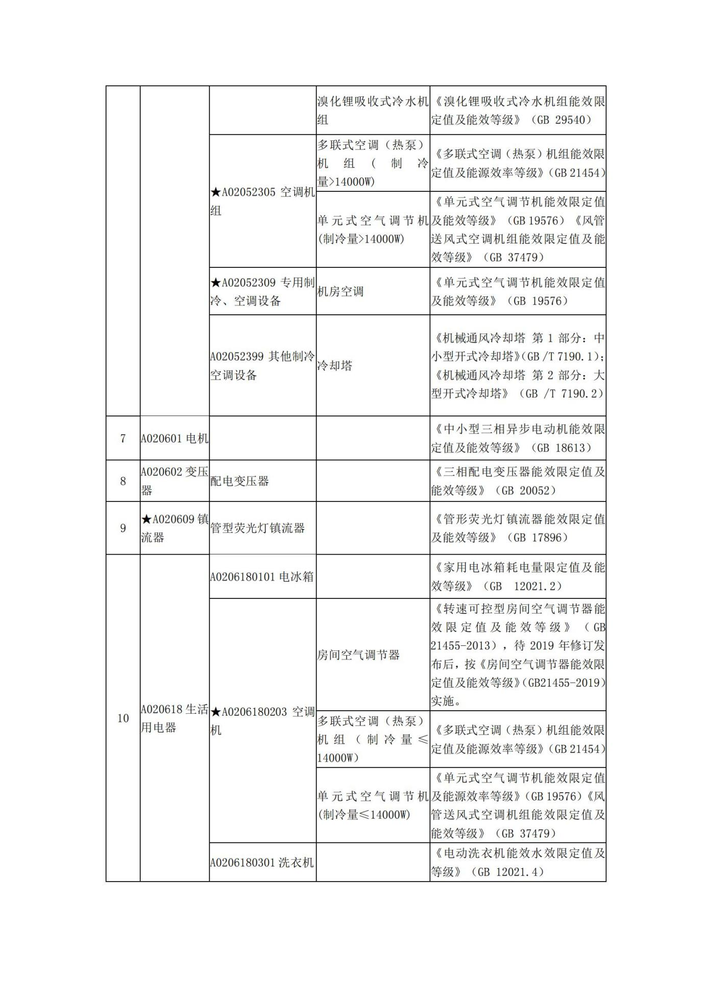 溴化锂吸收式冷水机
组
《溴化锂吸收式冷水机组能效限
定值及能效等级》（GB 29540）
★A02052305 空调机
组
多联式空调（热泵）
机组(制冷
量>14000W)
《多联式空调（热泵）机组能效限
定值及能源效率等级》（GB 21454）
单元式空气调节机
(制冷量>14000W)
《单元式空气调节机能效限定值
及能效等级》（GB 19576）《风管
送风式空调机组能效限定值及能
效等级》（GB 37479）
★A02052309 专用制
冷、空调设备
机房空调
《单元式空气调节机能效限定值
及能效等级》（GB 19576）
A02052399 其他制冷
空调设备
冷却塔
《机械通风冷却塔 第 1 部分：中
小型开式冷却塔》（GB /T 7190.1）；
《机械通风冷却塔 第 2 部分：大
型开式冷却塔》（GB /T 7190.2）
7
A020601 电机
《中小型三相异步电动机能效限
定值及能效等级》（GB 18613）
8
A020602 变压
器
配电变压器
《三相配电变压器能效限定值及
能效等级》（GB 20052）
9
★A020609 镇
流器
管型荧光灯镇流器
《管形荧光灯镇流器能效限定值
及能效等级》（GB 17896）
10
A020618 生活
用电器
A0206180101 电冰箱
《家用电冰箱耗电量限定值及能
效等级》（GB 12021.2）
★A0206180203 空调
机
房间空气调节器
《转速可控型房间空气调节器能
效限定值及能效等级》（GB
21455-2013），待 2019 年修订发
布后，按《房间空气调节器能效限
定值及能效等级》（GB21455-2019）
实施。
多联式空调（热泵）
机组（制冷量≤
14000W）
《多联式空调（热泵）机组能效限
定值及能源效率等级》（GB 21454）
单元式空气调节机
(制冷量≤14000W)
《单元式空气调节机能效限定值
及能源效率等级》（GB 19576）《风
管送风式空调机组能效限定值及
能效等级》（GB 37479）
A0206180301 洗衣机
《电动洗衣机能效水效限定值及
等级》（GB 12021.4）